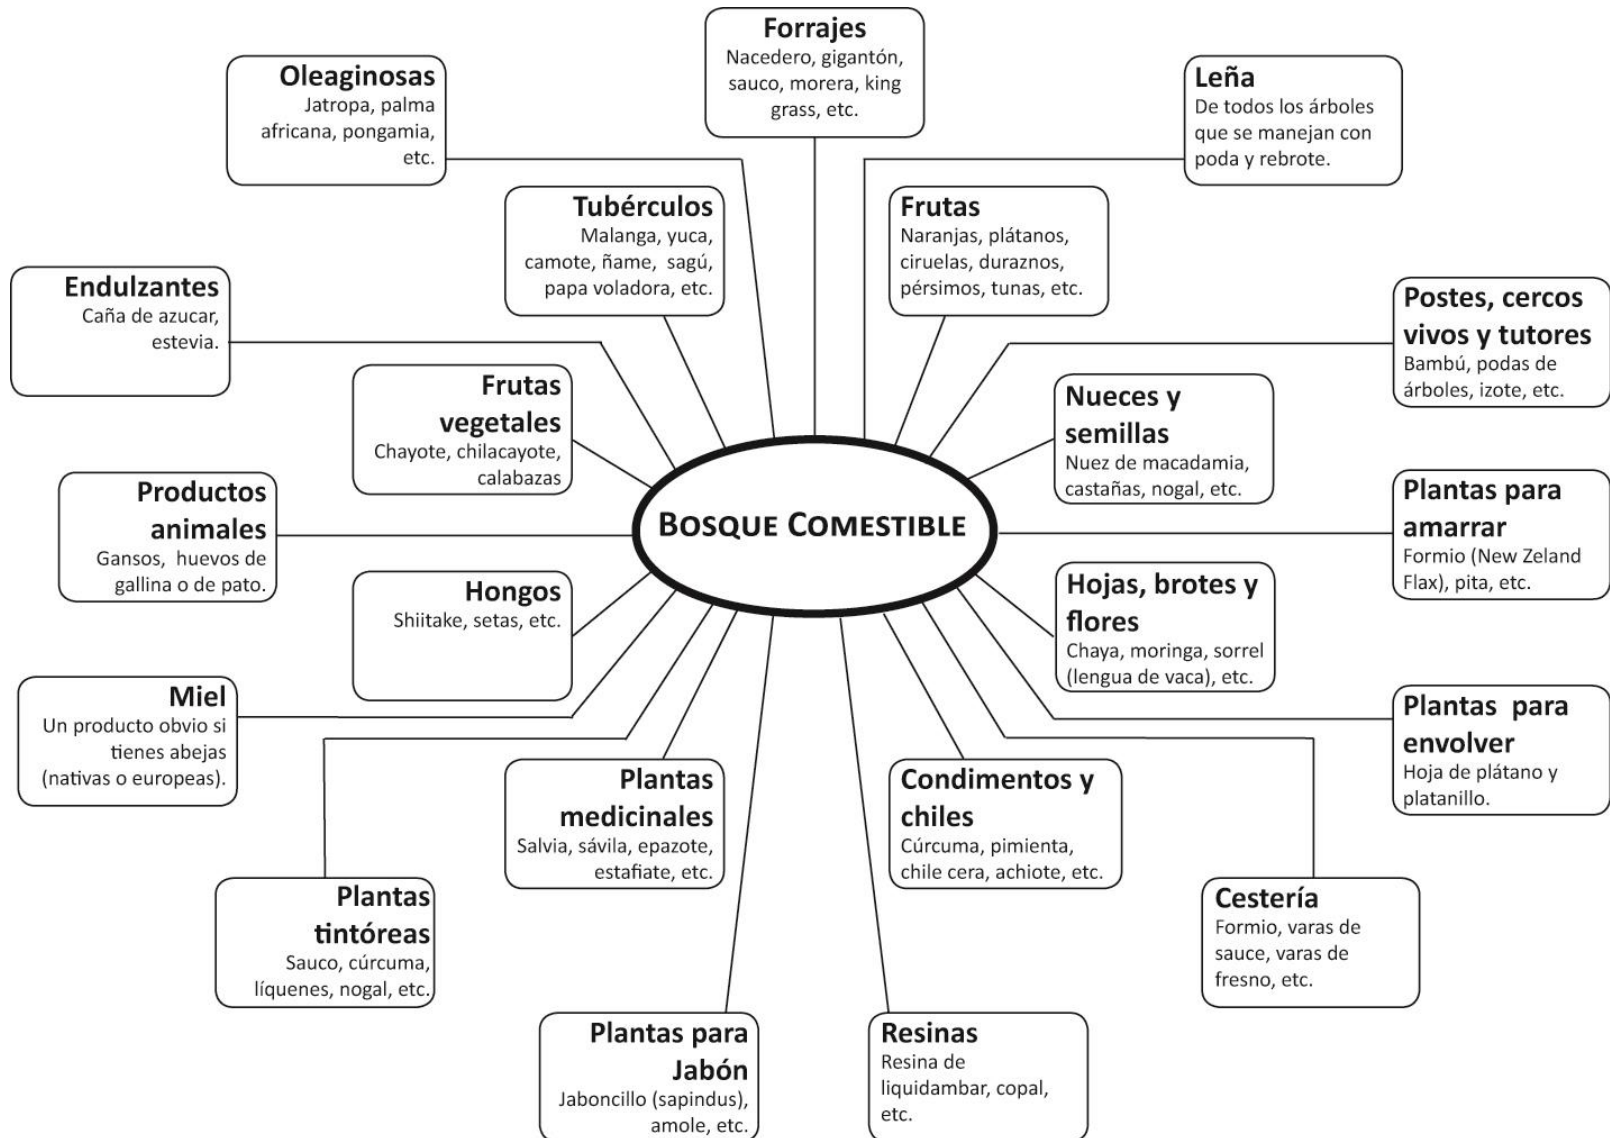 Forrajes
Nacedero, gigantón,
sauco, morera, king
grass, etc.
Oleaginosas
Jatropa, palma
africana, pongamia,
etc.
Leña
De todos los árboles
que se manejan con
poda y rebrote.
Tubérculos
Malanga, yuca,
camote, ñame, sagú,
papa voladora, etc.
Frutas
Naranjas, plátanos,
ciruelas, duraznos,
pérsimos, tunas, etc.
Endulzantes
Caña de azucar,
estevia.
Postes, cercos
vivos y tutores
Bambú, podas de
árboles, izote, etc.
Frutas
vegetales
Chayote, chilacayote,
calabazas
Nueces y
semillas
Nuez de macadamia,
castañas, nogal, etc.
Productos
animales
Gansos, huevos de
gallina o de pato.
BOSQUE COMESTIBLE
Plantas para
amarrar
Formio (New Zeland
Flax), pita, etc.
Hongos
Shiitake, setas, etc.
Hojas, brotes y
flores
Chaya, moringa, sorrel
(lengua de vaca), etc.
Miel
Un producto obvio si
tienes abejas
(nativas o europeas).
Plantas para
envolver
Hoja de plátano y
platanillo.
Plantas
medicinales
Salvia, sávila, epazote,
estafiate, etc.
Condimentos y
chiles
Cúrcuma, pimienta,
chile cera, achiote, etc.
Plantas
tintóreas
Sauco, cúrcuma,
líquenes, nogal, etc.
Cestería
Formio, varas de
sauce, varas de
fresno, etc.
Plantas para
Jabón
Jaboncillo (sapindus),
amole, etc.
Resinas
Resina de
liquidambar, copal,
etc.